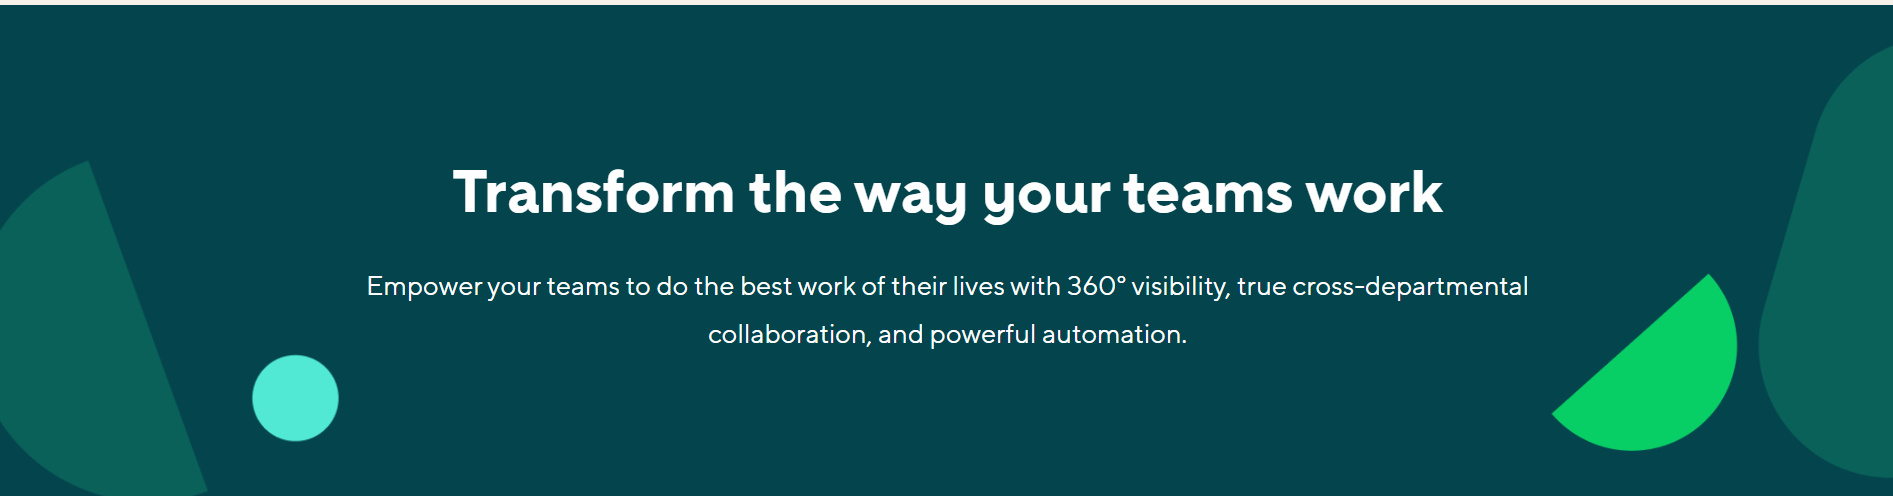 Transform the way your teams work
Empower your teams to do the best work of their lives with 360° visibility, true cross-departmental
collaboration, and powerful automation.